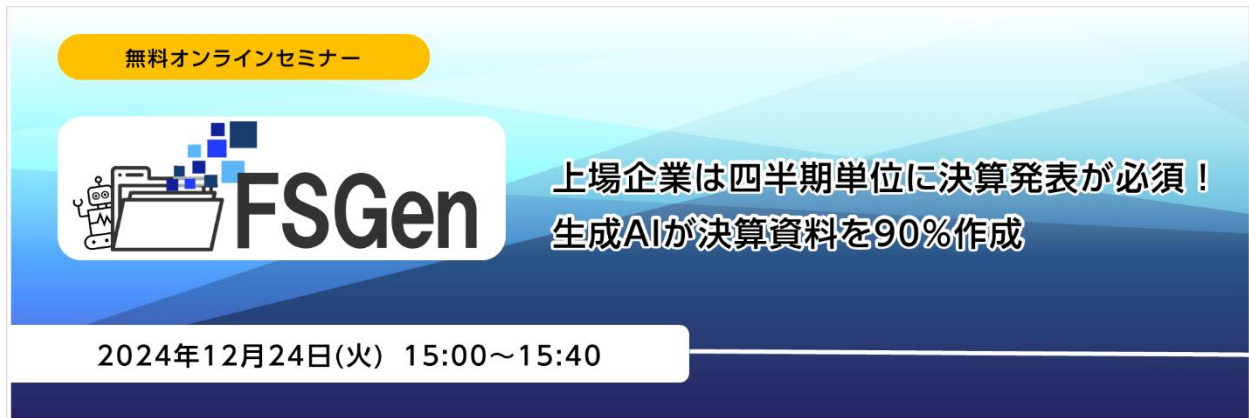 無料オンラインセミナー
FSGen
上場企業は四半期単位に決算発表が必須！
生成AIが決算資料を90%作成
2024年12月24日(火) 15:00～15:40